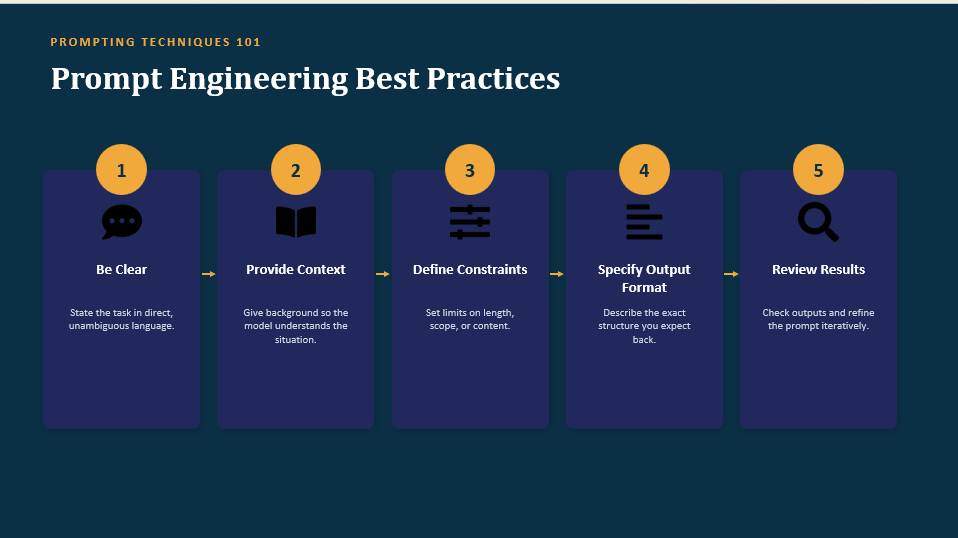 PROMPTING TECHNIQUES 101
Prompt Engineering Best Practices
1
Be Clear
State the task in direct,
unambiguous language.
2
Provide Context
Give background so the
model understands the
situation.
3
Define Constraints
Set limits on length,
scope, or content.
4
Specify Output
Format
Describe the exact
structure you expect
back.
5
Review Results
Check outputs and refine
the prompt iteratively.